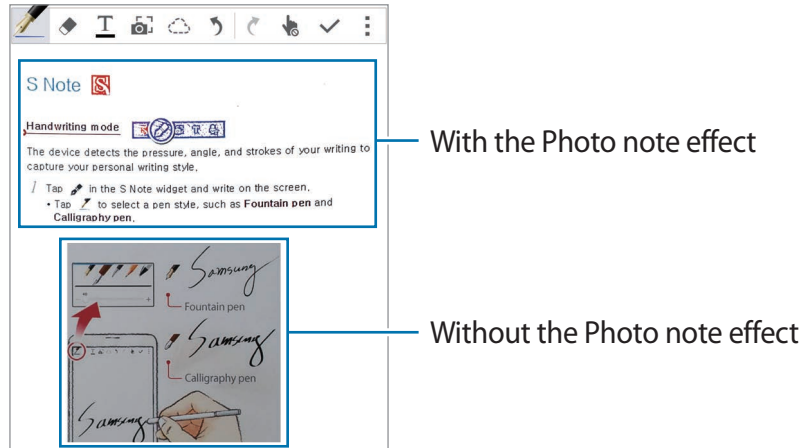 T
S Note S
Handwriting mode
The device detects the pressure, angle, and strokes of your writing to
capture your personal writing style.
1 Tap in the S Note widget and write on the screen.
• Tap to select a pen style, such as Fountain pen and
Calligraphy pen.
With the Photo note effect
Samsung
Fountain pen
Without the Photo note effect
Samsung
Calligraphy pen
Samsung